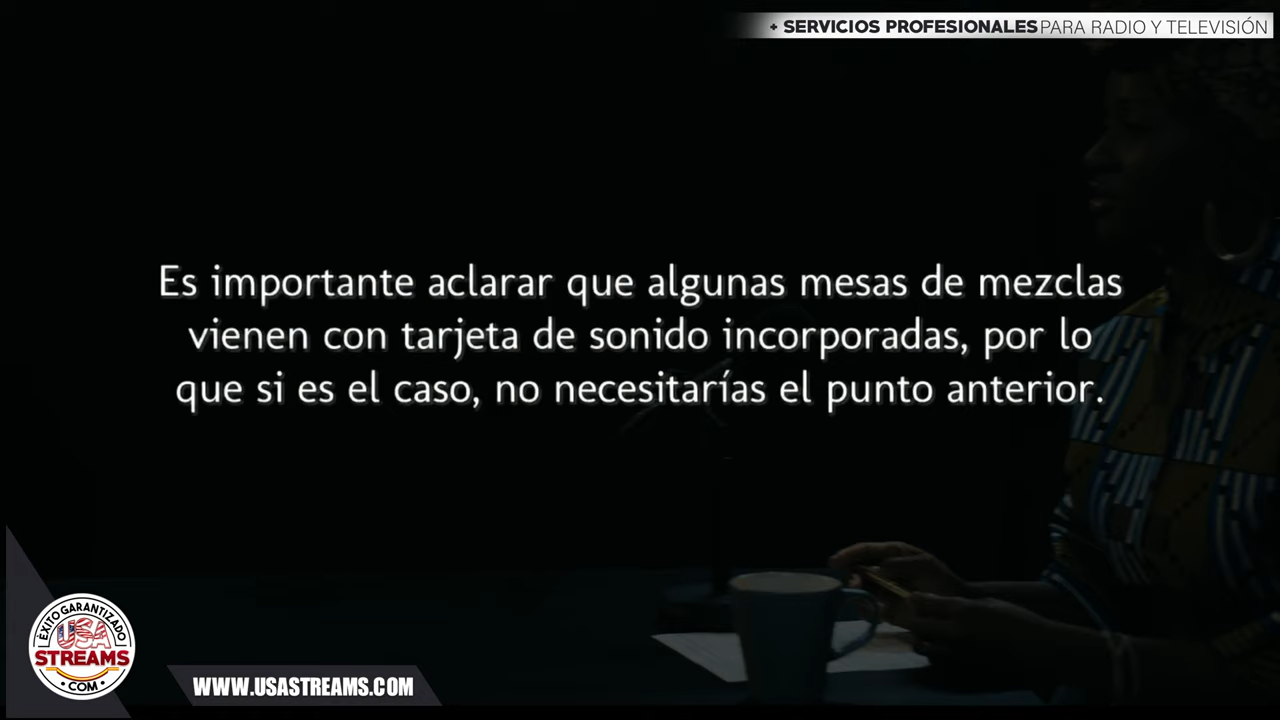 + SERVICIOS PROFESIONALES PARA RADIO Y TELEVISIÓN
Es importante aclarar que algunas mesas de mezclas
vienen con tarjeta de sonido incorporadas, por lo
que si es el caso, no necesitarías el punto anterior.
ÉXITO GARANTIZADO
USA
STREAMS
• COM •
WWW.USASTREAMS.COM